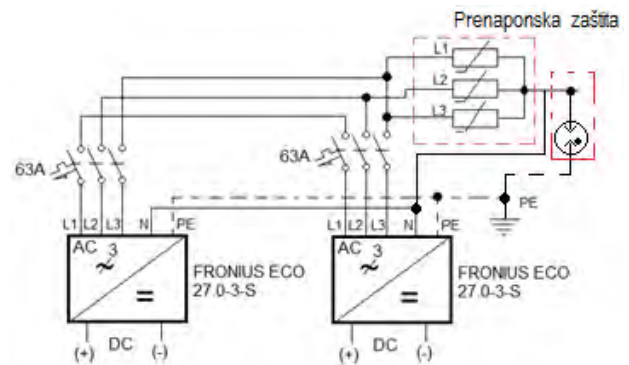 Prenaponska zaštita
L1
L2
L3
63A
63A
PE
L1 L2 L3 N PE
L1 L2 L3 N PE
AC 3
~
=
FRONIUS ECO
27.0-3-S
AC 3
~
=
FRONIUS ECO
27.0-3-S
(+) DC (-)
(+) DC (-)